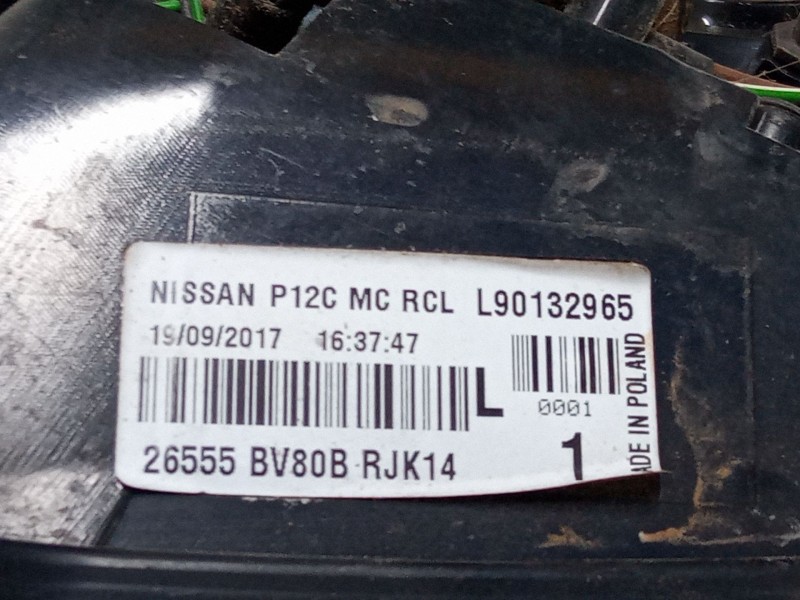 NISSAN P12C MC RCL L90132965
19/09/2017 16:37:47
L
0001
26555 BV80B RJK14
1
ADE IN POLAND